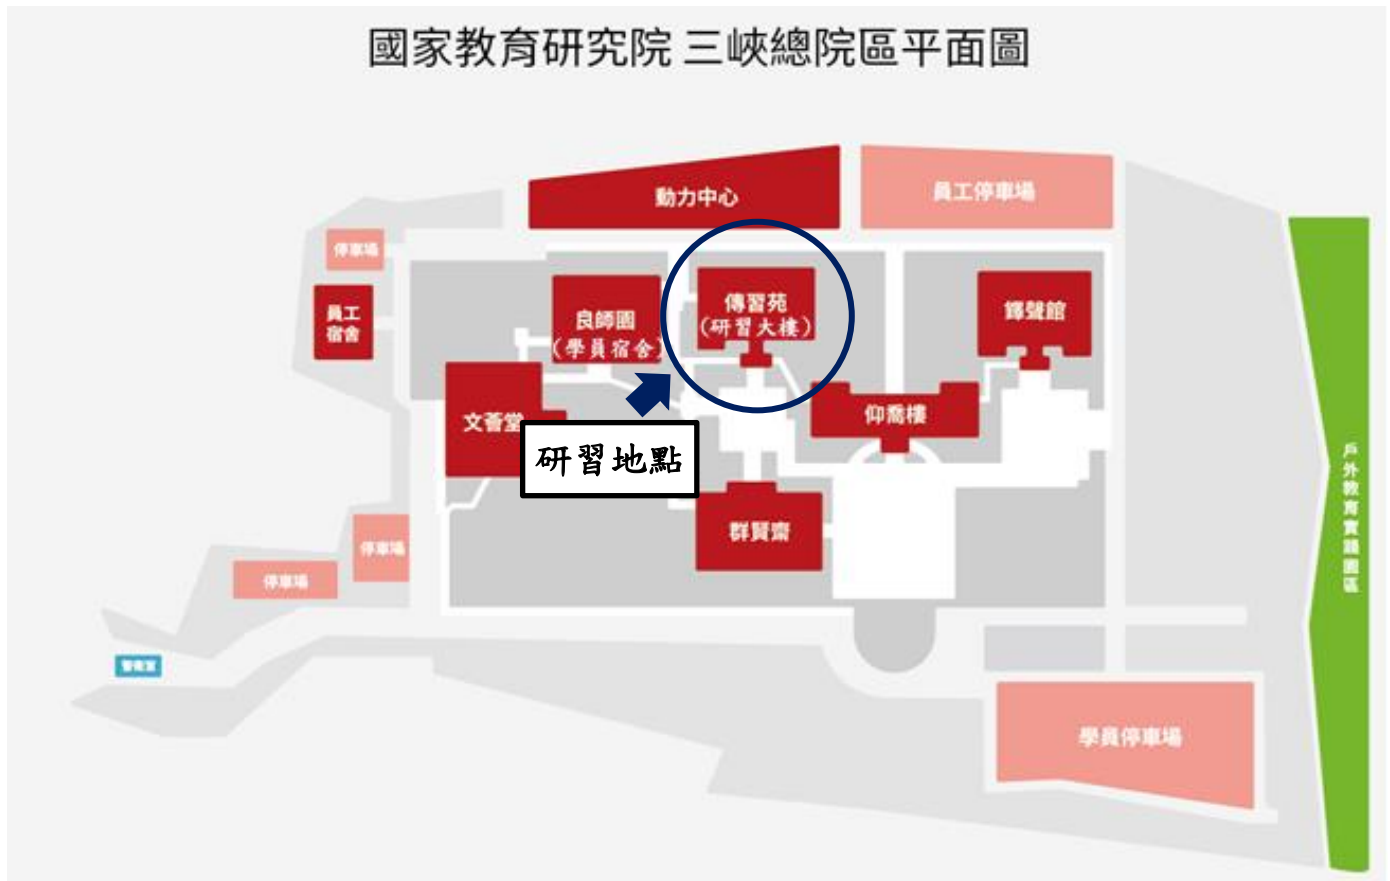 國家教育研究院 三峽總院區平面圖
動力中心
員工停車場
停車場
員工
宿舍
良師園
(學員宿舍)
傳習苑
(研習大樓)
鐸聲館
文薈堂
仰喬樓
研習地點
群賢齋
停車場
停車場
戶外教育實踐園區
警衛室
學員停車場